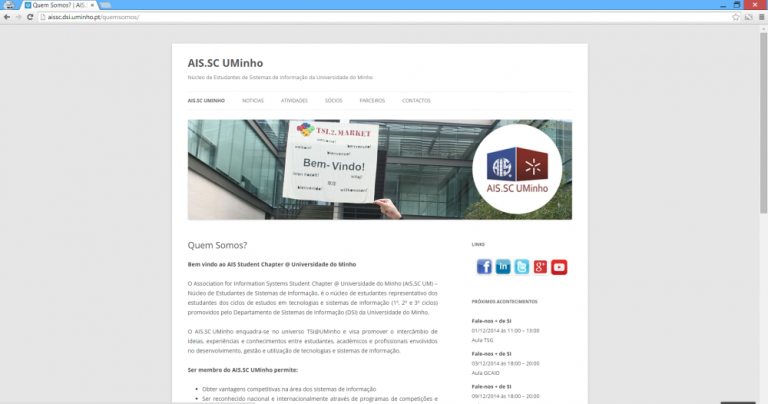 Quem Somos? | AIS.S
aissc.dsi.uminho.pt/quemsomos/
AIS.SC UMinho
Núcleo de Estudantes de Sistemas de Informação da Universidade do Minho
AIS.SC UMINHO NOTÍCIAS ATIVIDADES SÓCIOS PARCEIROS CONTACTOS
TSI.2.MARKET
Bem-Vindo!
AIS
AIS.SC UMinho
Quem Somos?
Bem vindo ao AIS Student Chapter @ Universidade do Minho
O Association for Information Systems Student Chapter @ Universidade do Minho (AIS.SC UM) –
Núcleo de Estudantes de Sistemas de Informação, é o núcleo de estudantes representativo dos
estudantes dos ciclos de estudos em tecnologias e sistemas de informação (1º, 2º e 3º ciclos)
promovidos pelo Departamento de Sistemas de Informação (DSI) da Universidade do Minho.
O AIS.SC UMinho enquadra-se no universo TSI@UMinho e visa promover o intercâmbio de
ideias, experiências e conhecimentos entre estudantes, académicos e profissionais envolvidos
no desenvolvimento, gestão e utilização de tecnologias e sistemas de informação.
Ser membro do AIS.SC UMinho permite:
Obter vantagens competitivas na área dos sistemas de informação
Ser reconhecido nacional e internacionalmente através de programas de competições e
LINKS
f in t g+ YouTube
PRÓXIMOS ACONTECIMENTOS
Fale-nos + de SI
01/12/2014 às 11:00 – 13:00
Aula TSG
Fale-nos + de SI
03/12/2014 às 18:00 – 20:00
Aula GCAIO
Fale-nos + de SI
09/12/2014 às 18:00 – 20:00